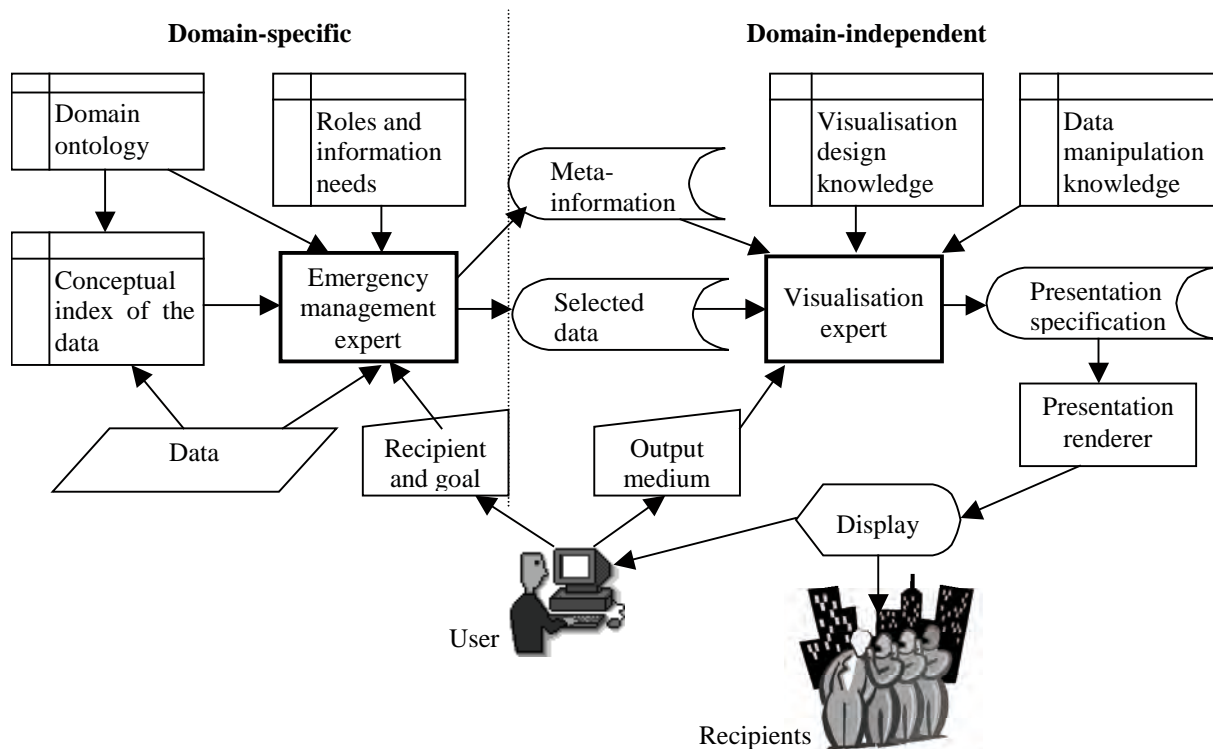 Domain-specific
Domain-independent
Domain
ontology
Roles and
information
needs
Visualisation
design
knowledge
Data
manipulation
knowledge
Meta-
information
Conceptual
index of the
data
Emergency
management
expert
Selected
data
Visualisation
expert
Presentation
specification
Data
Recipient
and goal
Output
medium
Presentation
renderer
Display
User
Recipients